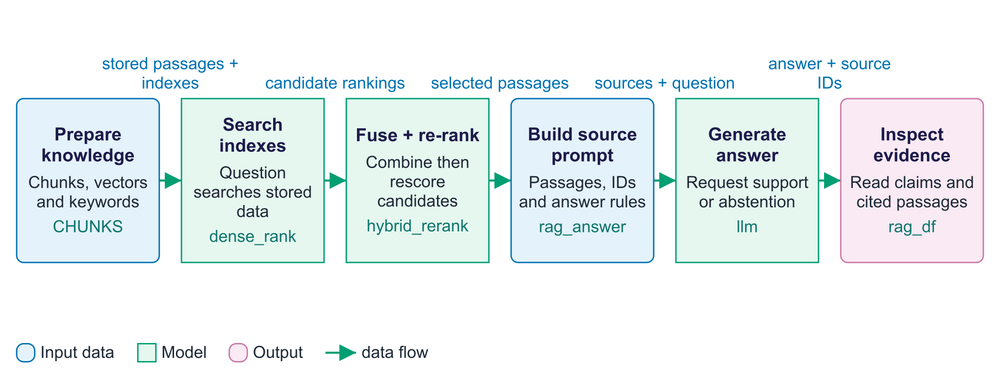 stored passages +
indexes
candidate rankings
selected passages
sources + question
answer + source
IDs
Prepare
knowledge
Chunks, vectors
and keywords
CHUNKS
Search
indexes
Question
searches stored
data
dense_rank
Fuse + re-rank
Combine then
rescore
candidates
hybrid_rerank
Build source
prompt
Passages, IDs
and answer rules
rag_answer
Generate
answer
Request support
or abstention
llm
Inspect
evidence
Read claims and
cited passages
rag_df
Input data
Model
Output
data flow